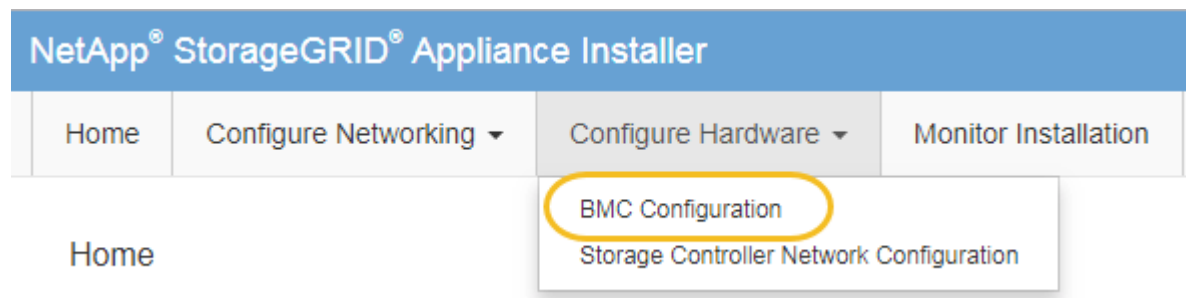 NetApp® StorageGRID® Appliance Installer
Home Configure Networking Configure Hardware Monitor Installation
BMC Configuration
Home
Storage Controller Network Configuration